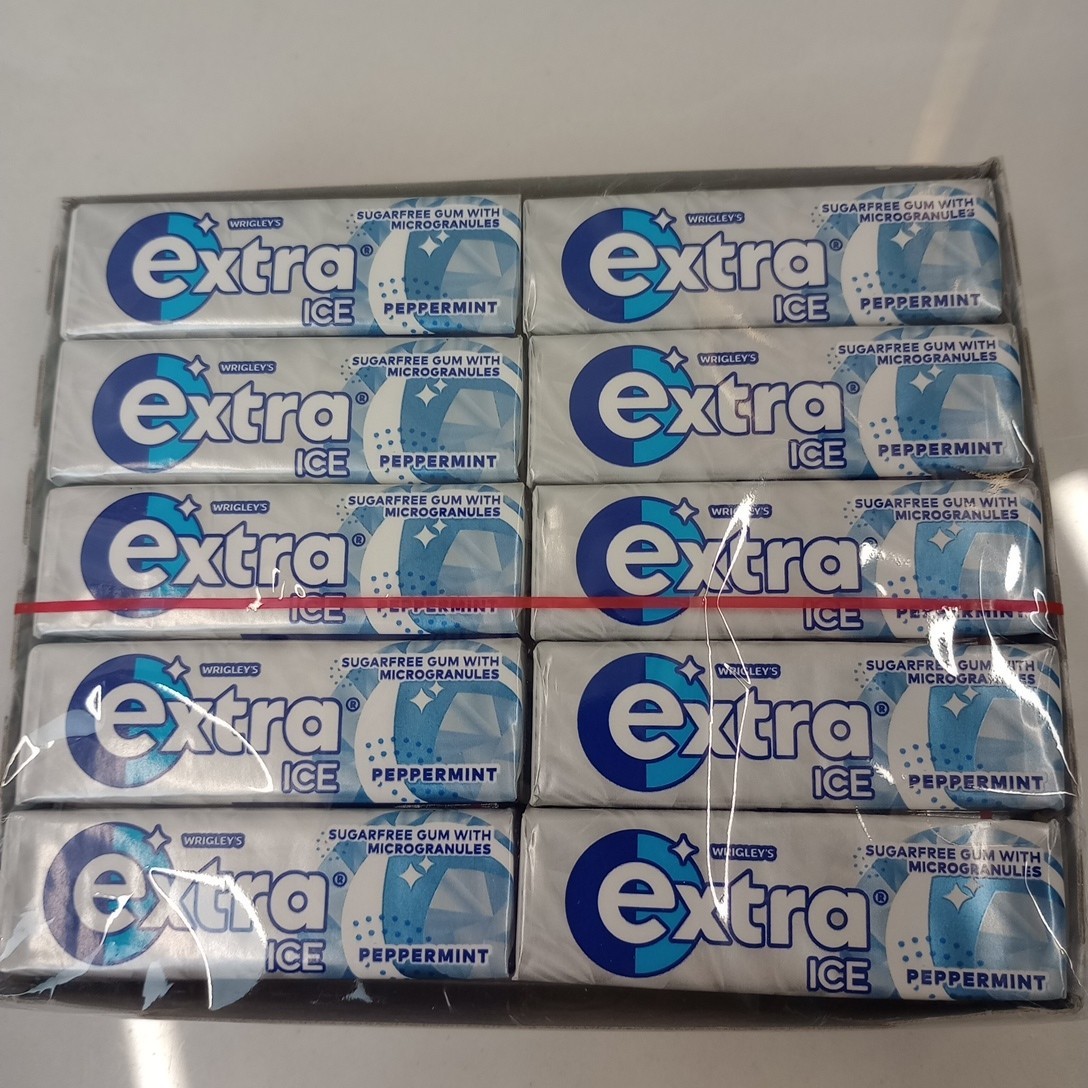 WRIGLEY'S
extra®
ICE
SUGARFREE GUM WITH
MICROGRANULES
PEPPERMINT
WRIGLEY'S
extra®
ICE
SUGARFREE GUM WITH
MICROGRANULES
PEPPERMINT
WRIGLEY'S
extra®
ICE
SUGARFREE GUM WITH
MICROGRANULES
PEPPERMINT
WRIGLEY'S
extra®
ICE
SUGARFREE GUM WITH
MICROGRANULES
PEPPERMINT
WRIGLEY'S
extra®
ICE
SUGARFREE GUM WITH
MICROGRANULES
PEPPERMINT
WRIGLEY'S
extra®
ICE
SUGARFREE GUM WITH
MICROGRANULES
PEPPERMINT
WRIGLEY'S
extra®
ICE
SUGARFREE GUM WITH
MICROGRANULES
PEPPERMINT
WRIGLEY'S
extra®
ICE
SUGARFREE GUM WITH
MICROGRANULES
PEPPERMINT
WRIGLEY'S
extra®
ICE
SUGARFREE GUM WITH
MICROGRANULES
PEPPERMINT
WRIGLEY'S
extra®
ICE
SUGARFREE GUM WITH
MICROGRANULES
PEPPERMINT